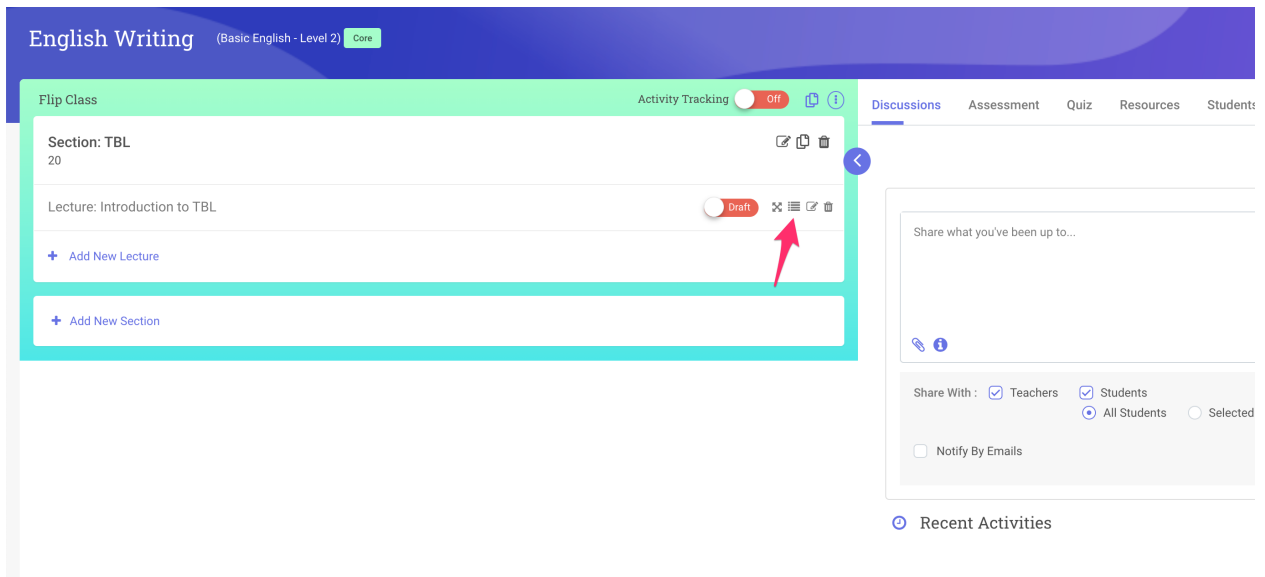 English Writing (Basic English - Level 2) Core
Flip Class Activity Tracking Off
Section: TBL
20
Lecture: Introduction to TBL Draft
+ Add New Lecture
+ Add New Section
Discussions Assessment Quiz Resources Students
Share what you've been up to...
Share With : Teachers Students
All Students Selected
Notify By Emails
Recent Activities